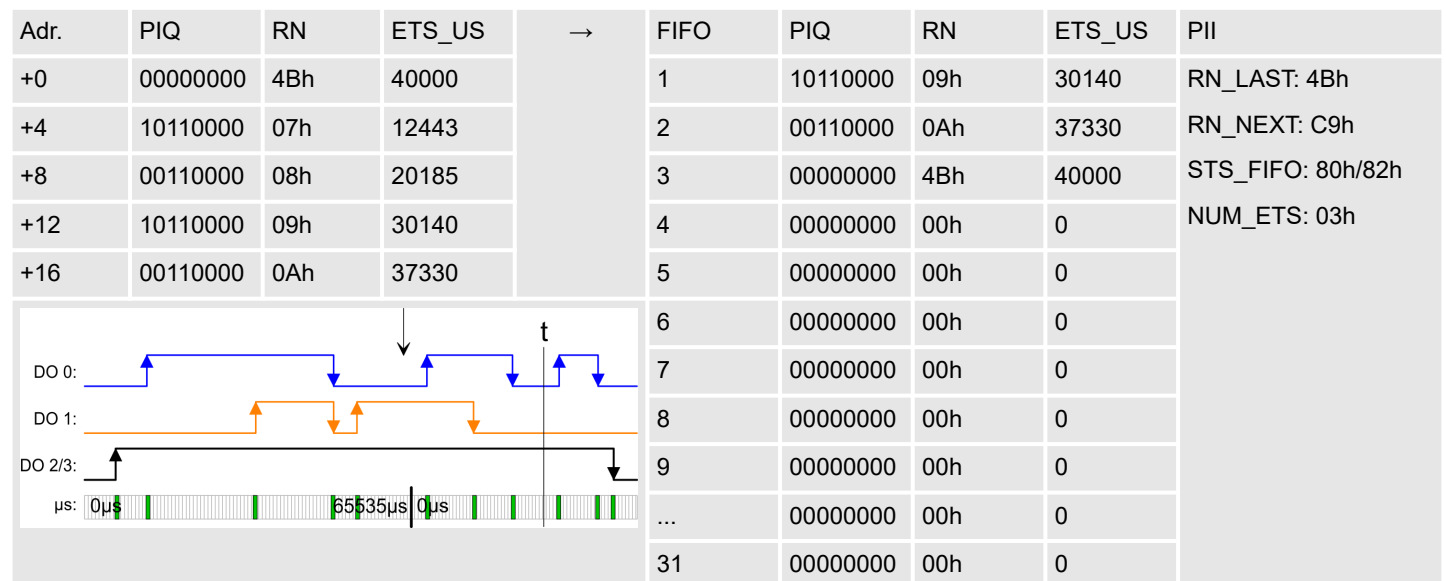 Adr. PIQ RN ETS_US → FIFO PIQ RN ETS_US PII
+0 00000000 4Bh 40000 1 10110000 09h 30140 RN_LAST: 4Bh
+4 10110000 07h 12443 2 00110000 0Ah 37330 RN_NEXT: C9h
+8 00110000 08h 20185 3 00000000 4Bh 40000 STS_FIFO: 80h/82h
+12 10110000 09h 30140 4 00000000 00h 0 NUM_ETS: 03h
+16 00110000 0Ah 37330 5 00000000 00h 0
t 6 00000000 00h 0
DO 0: 7 00000000 00h 0
DO 1: 8 00000000 00h 0
DO 2/3: 9 00000000 00h 0
µs: 0µs 65535µs 0µs ... 00000000 00h 0
31 00000000 00h 0